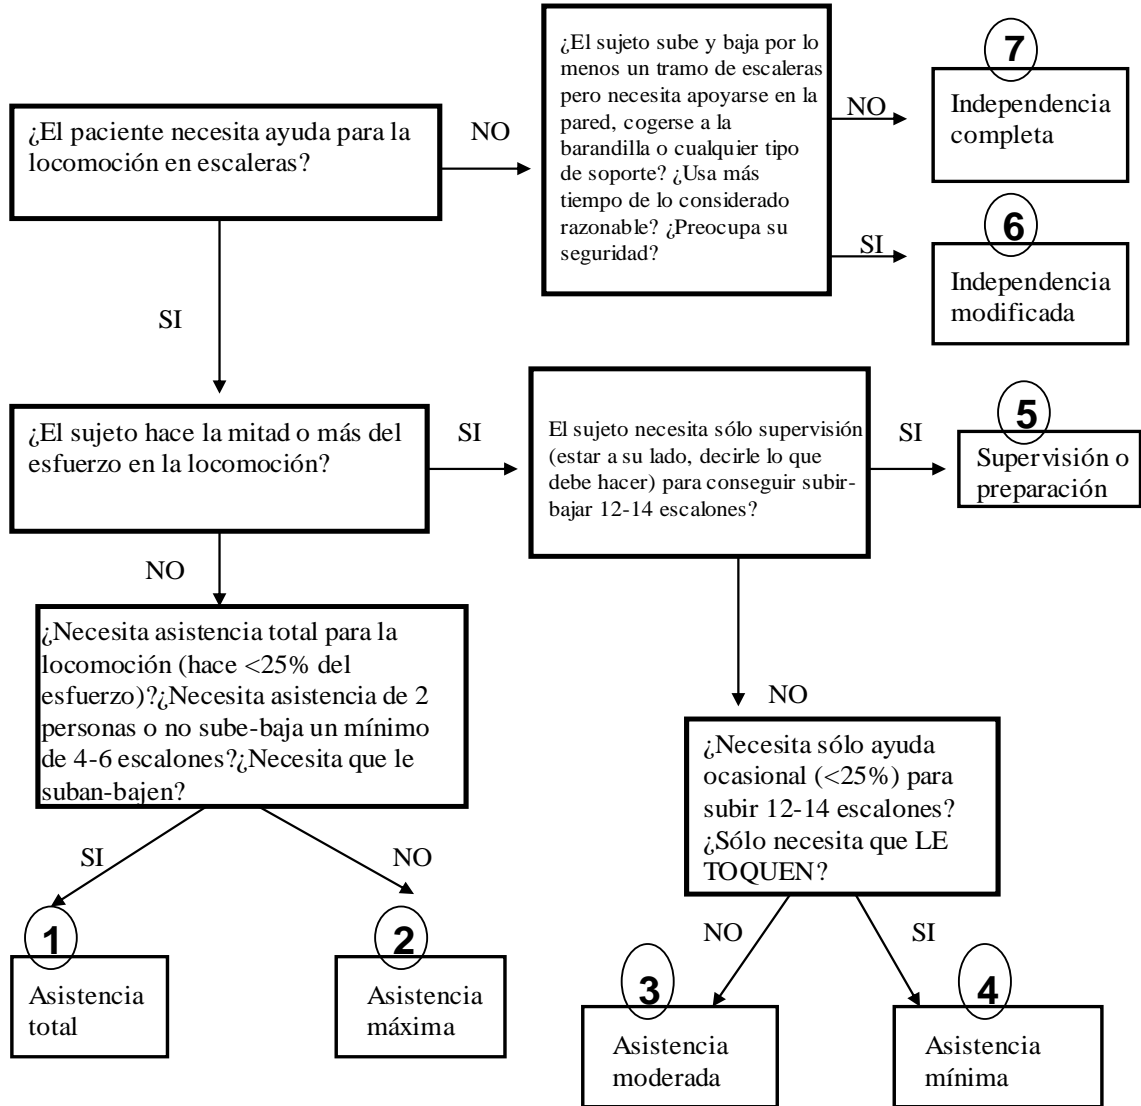 ¿El paciente necesita ayuda para la
locomoción en escaleras?
NO
¿El sujeto sube y baja por lo
menos un tramo de escaleras
pero necesita apoyarse en la
pared, cogerse a la
barandilla o cualquier tipo
de soporte? ¿Usa más
tiempo de lo considerado
razonable? ¿Preocupa su
seguridad?
NO
7
Independencia
completa
SI
6
Independencia
modificada
SI
¿El sujeto hace la mitad o más del
esfuerzo en la locomoción?
SI
El sujeto necesita sólo supervisión
(estar a su lado, decirle lo que
debe hacer) para conseguir subir-
bajar 12-14 escalones?
SI
5
Supervisión o
preparación
NO
¿Necesita asistencia total para la
locomoción (hace <25% del
esfuerzo)?¿Necesita asistencia de 2
personas o no sube-baja un mínimo
de 4-6 escalones?¿Necesita que le
suban-bajen?
NO
¿Necesita sólo ayuda
ocasional (<25%) para
subir 12-14 escalones?
¿Sólo necesita que LE
TOQUEN?
SI
NO
1
Asistencia
total
2
Asistencia
máxima
NO
SI
3
Asistencia
moderada
4
Asistencia
mínima